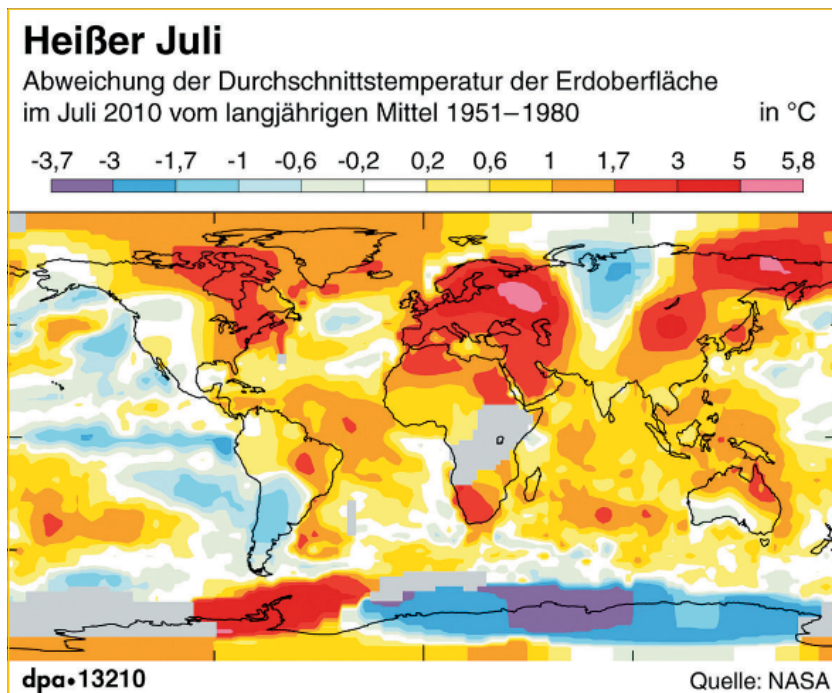 Heißer Juli
Abweichung der Durchschnittstemperatur der Erdoberfläche
im Juli 2010 vom langjährigen Mittel 1951–1980 in °C
-3,7 -3 -1,7 -1 -0,6 -0,2 0,2 0,6 1 1,7 3 5 5,8
dpa•13210 Quelle: NASA